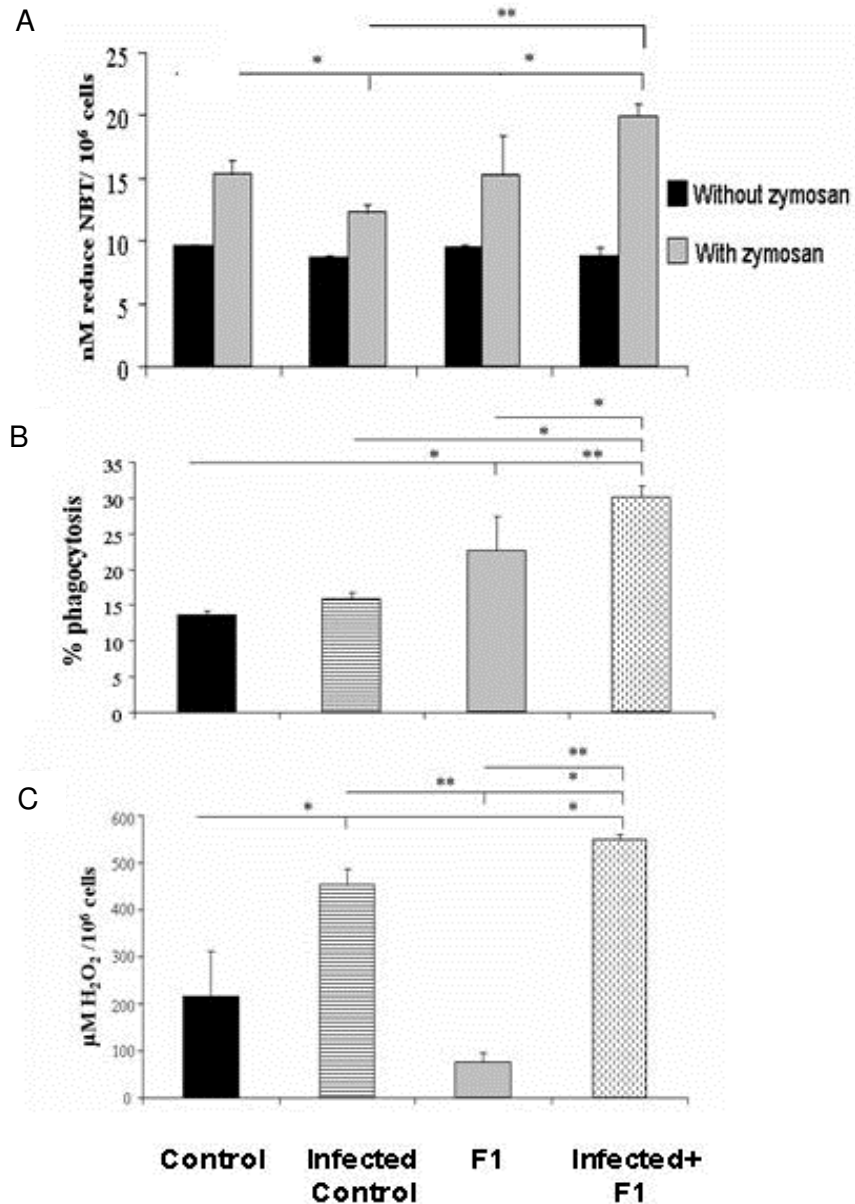 A
**
* *
25
20
15
10
5
0
nM reduce NBT/ 10⁶ cells
Without zymosan
With zymosan
B
*
*
* **
35
30
25
20
15
10
5
0
% phagocytosis
C
**
** *
* *
600
500
400
300
200
100
0
µM H₂O₂ /10⁶ cells
Control Infected F1 Infected+
Control F1